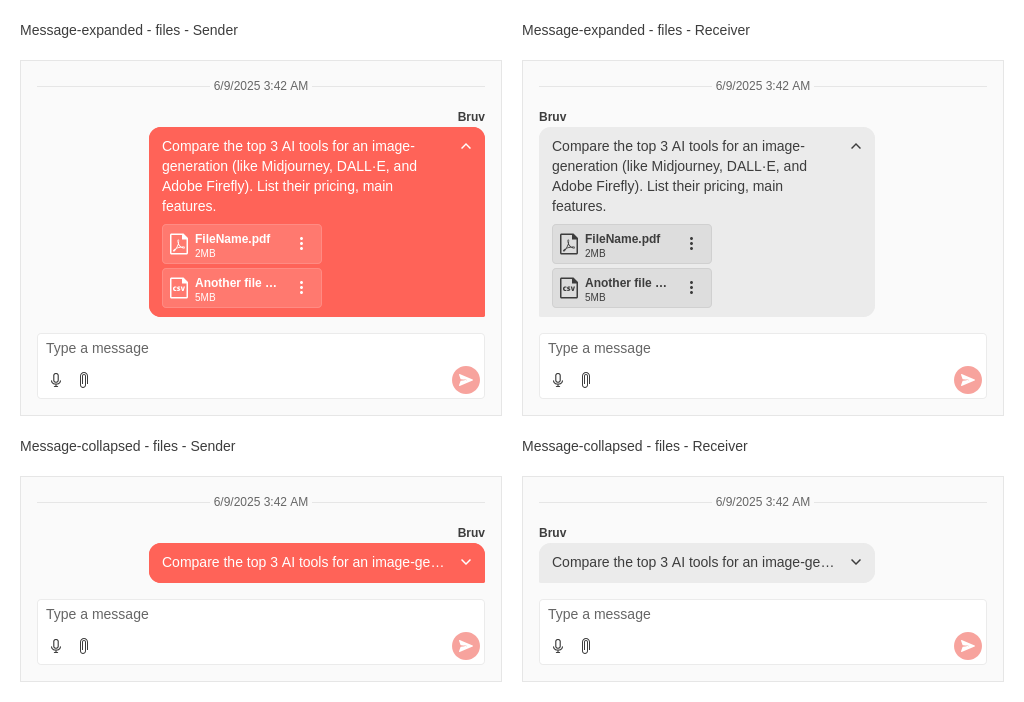 Message-expanded - files - Sender
6/9/2025 3:42 AM
Bruv
Compare the top 3 AI tools for an image-
generation (like Midjourney, DALL·E, and
Adobe Firefly). List their pricing, main
features.
FileName.pdf
2MB
CSV
Another file …
5MB
Type a message
Message-expanded - files - Receiver
6/9/2025 3:42 AM
Bruv
Compare the top 3 AI tools for an image-
generation (like Midjourney, DALL·E, and
Adobe Firefly). List their pricing, main
features.
FileName.pdf
2MB
CSV
Another file …
5MB
Type a message
Message-collapsed - files - Sender
6/9/2025 3:42 AM
Bruv
Compare the top 3 AI tools for an image-ge…
Type a message
Message-collapsed - files - Receiver
6/9/2025 3:42 AM
Bruv
Compare the top 3 AI tools for an image-ge…
Type a message